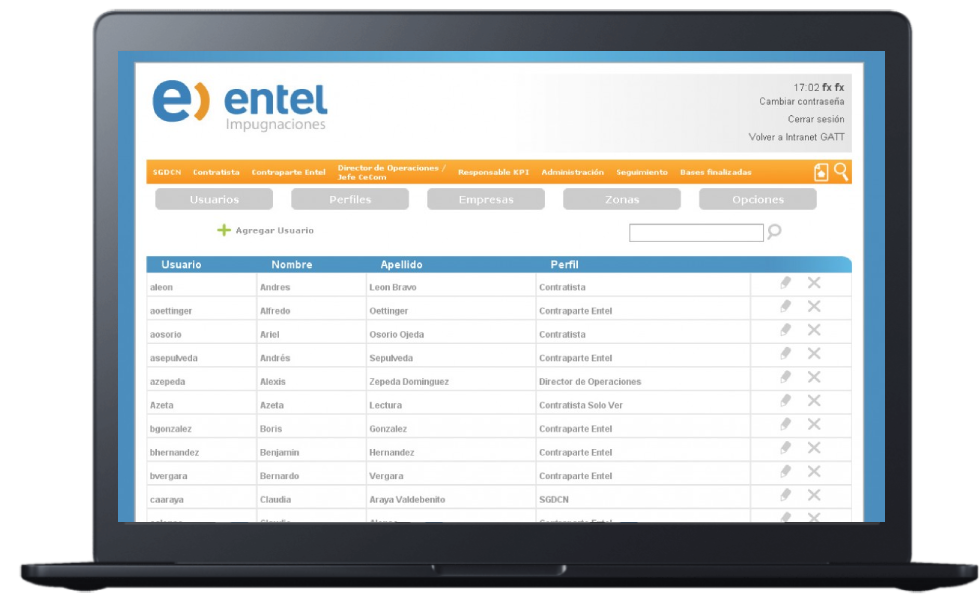 e) entel
Impugnaciones
17:02 fx fx
Cambiar contraseña
Cerrar sesión
Volver a Intranet GATT
SGDCN Contratista Contraparte Entel Director de Operaciones / Jefe CeCom Responsable KPI Administración Seguimiento Bases finalizadas
Usuarios Perfiles Empresas Zonas Opciones
Agregar Usuario
Usuario Nombre Apellido Perfil
aleon Andres Leon Bravo Contratista
aoettinger Alfredo Oettinger Contraparte Entel
aosorio Ariel Osorio Ojeda Contratista
asepulveda Andrés Sepulveda Contraparte Entel
azepeda Alexis Zepeda Dominguez Director de Operaciones
Azeta Azeta Lectura Contratista Solo Ver
bgonzalez Boris Gonzalez Contraparte Entel
bhernandez Benjamin Hernandez Contraparte Entel
bvergara Bernardo Vergara Contraparte Entel
caaraya Claudia Araya Valdebenito SGDCN
Contraparte Entel